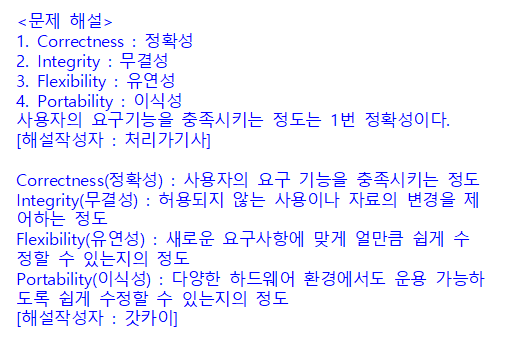 <문제 해설>
1. Correctness : 정확성
2. Integrity : 무결성
3. Flexibility : 유연성
4. Portability : 이식성
사용자의 요구기능을 충족시키는 정도는 1번 정확성이다.
[해설작성자 : 처리가기사]

Correctness(정확성) : 사용자의 요구 기능을 충족시키는 정도
Integrity(무결성) : 허용되지 않는 사용이나 자료의 변경을 제
어하는 정도
Flexibility(유연성) : 새로운 요구사항에 맞게 얼만큼 쉽게 수
정할 수 있는지의 정도
Portability(이식성) : 다양한 하드웨어 환경에서도 운용 가능하
도록 쉽게 수정할 수 있는지의 정도
[해설작성자 : 갓카이]